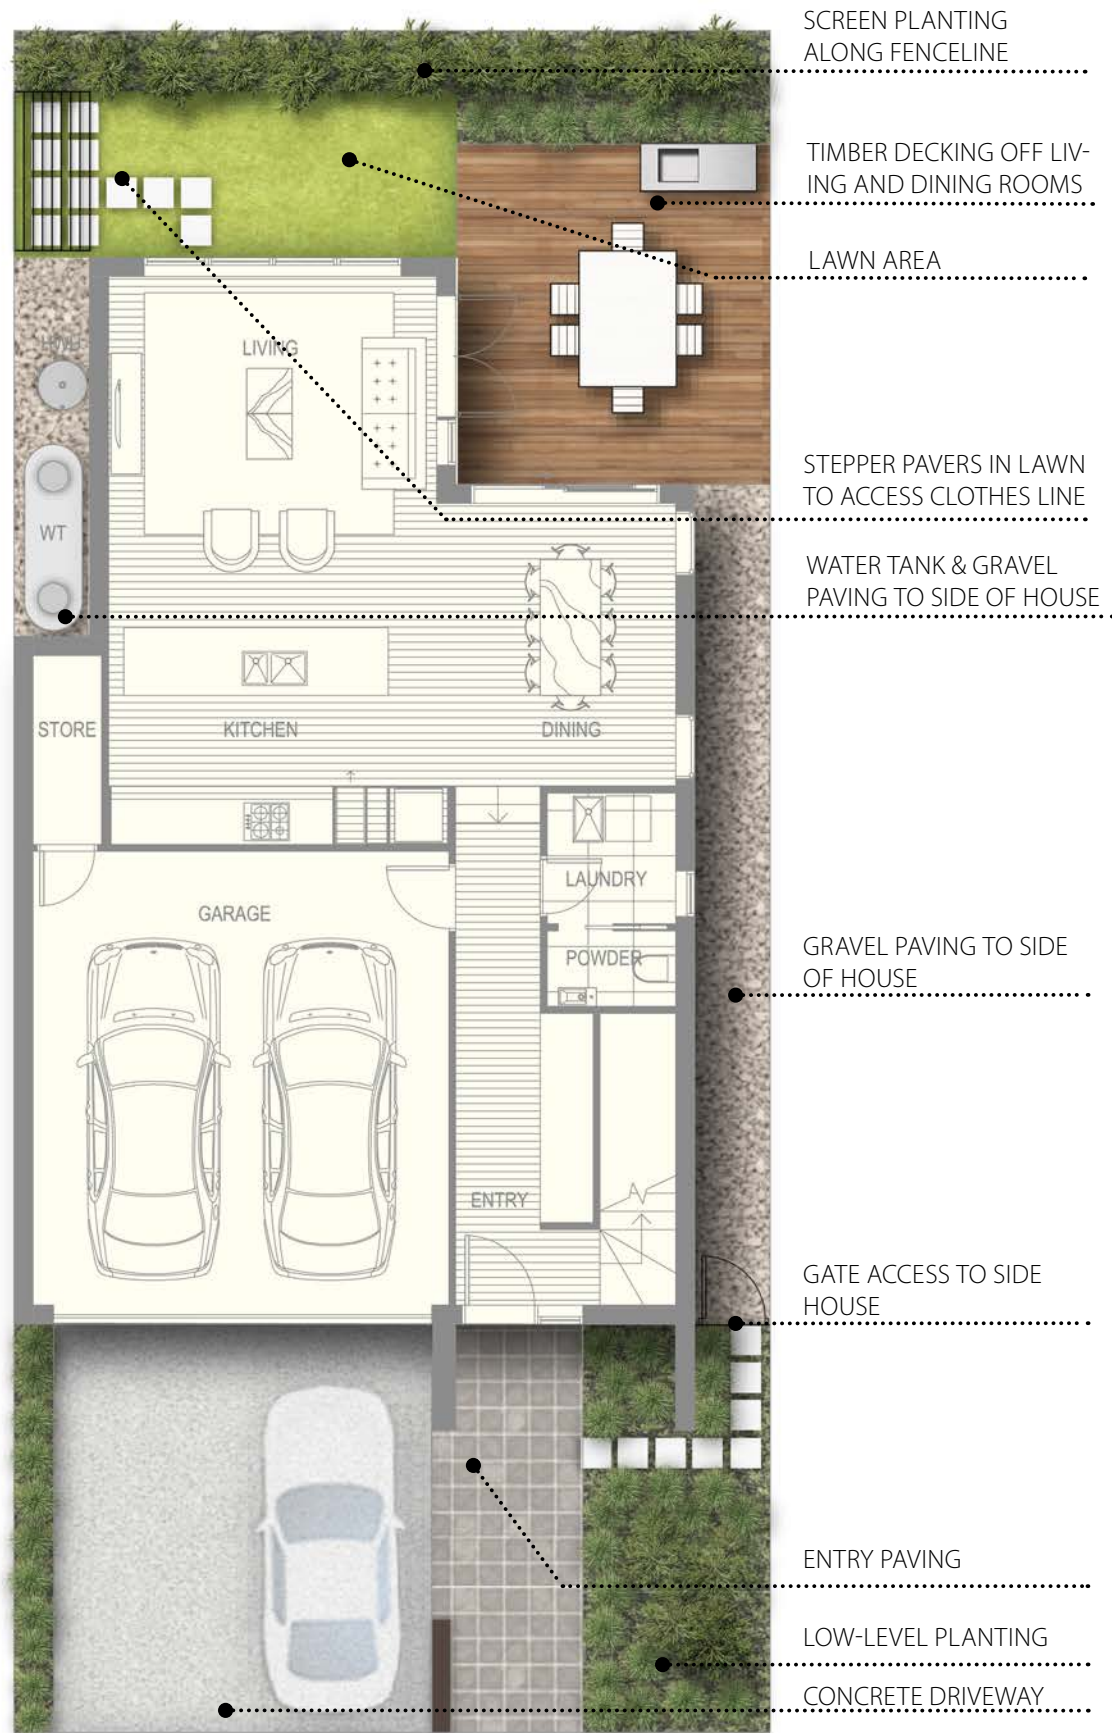 SCREEN PLANTING
ALONG FENCELINE
TIMBER DECKING OFF LIV-
ING AND DINING ROOMS
LAWN AREA
LIVING
HWU
STEPPER PAVERS IN LAWN
TO ACCESS CLOTHES LINE
WT
WATER TANK & GRAVEL
PAVING TO SIDE OF HOUSE
STORE
KITCHEN
DINING
LAUNDRY
GARAGE
POWDER
GRAVEL PAVING TO SIDE
OF HOUSE
ENTRY
GATE ACCESS TO SIDE
HOUSE
ENTRY PAVING
LOW-LEVEL PLANTING
CONCRETE DRIVEWAY